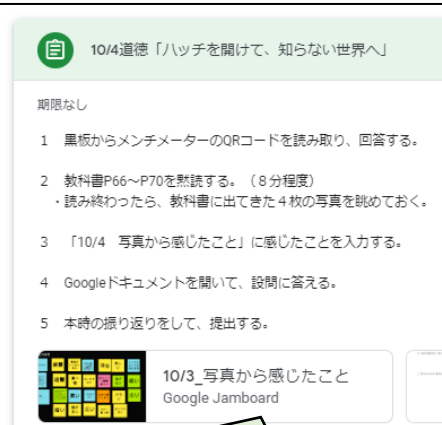 10/4道徳「ハッチを開けて、知らない世界へ」
期限なし
1 黒板からメンチメーターのQRコードを読み取り、回答する。
2 教科書P66～P70を黙読する。（８分程度）
・読み終わったら、教科書に出てきた４枚の写真を眺めておく。
3 「10/4 写真から感じたこと」に感じたことを入力する。
4 Googleドキュメントを開いて、設問に答える。
5 本時の振り返りをして、提出する。
10/3_写真から感じたこと
Google Jamboard